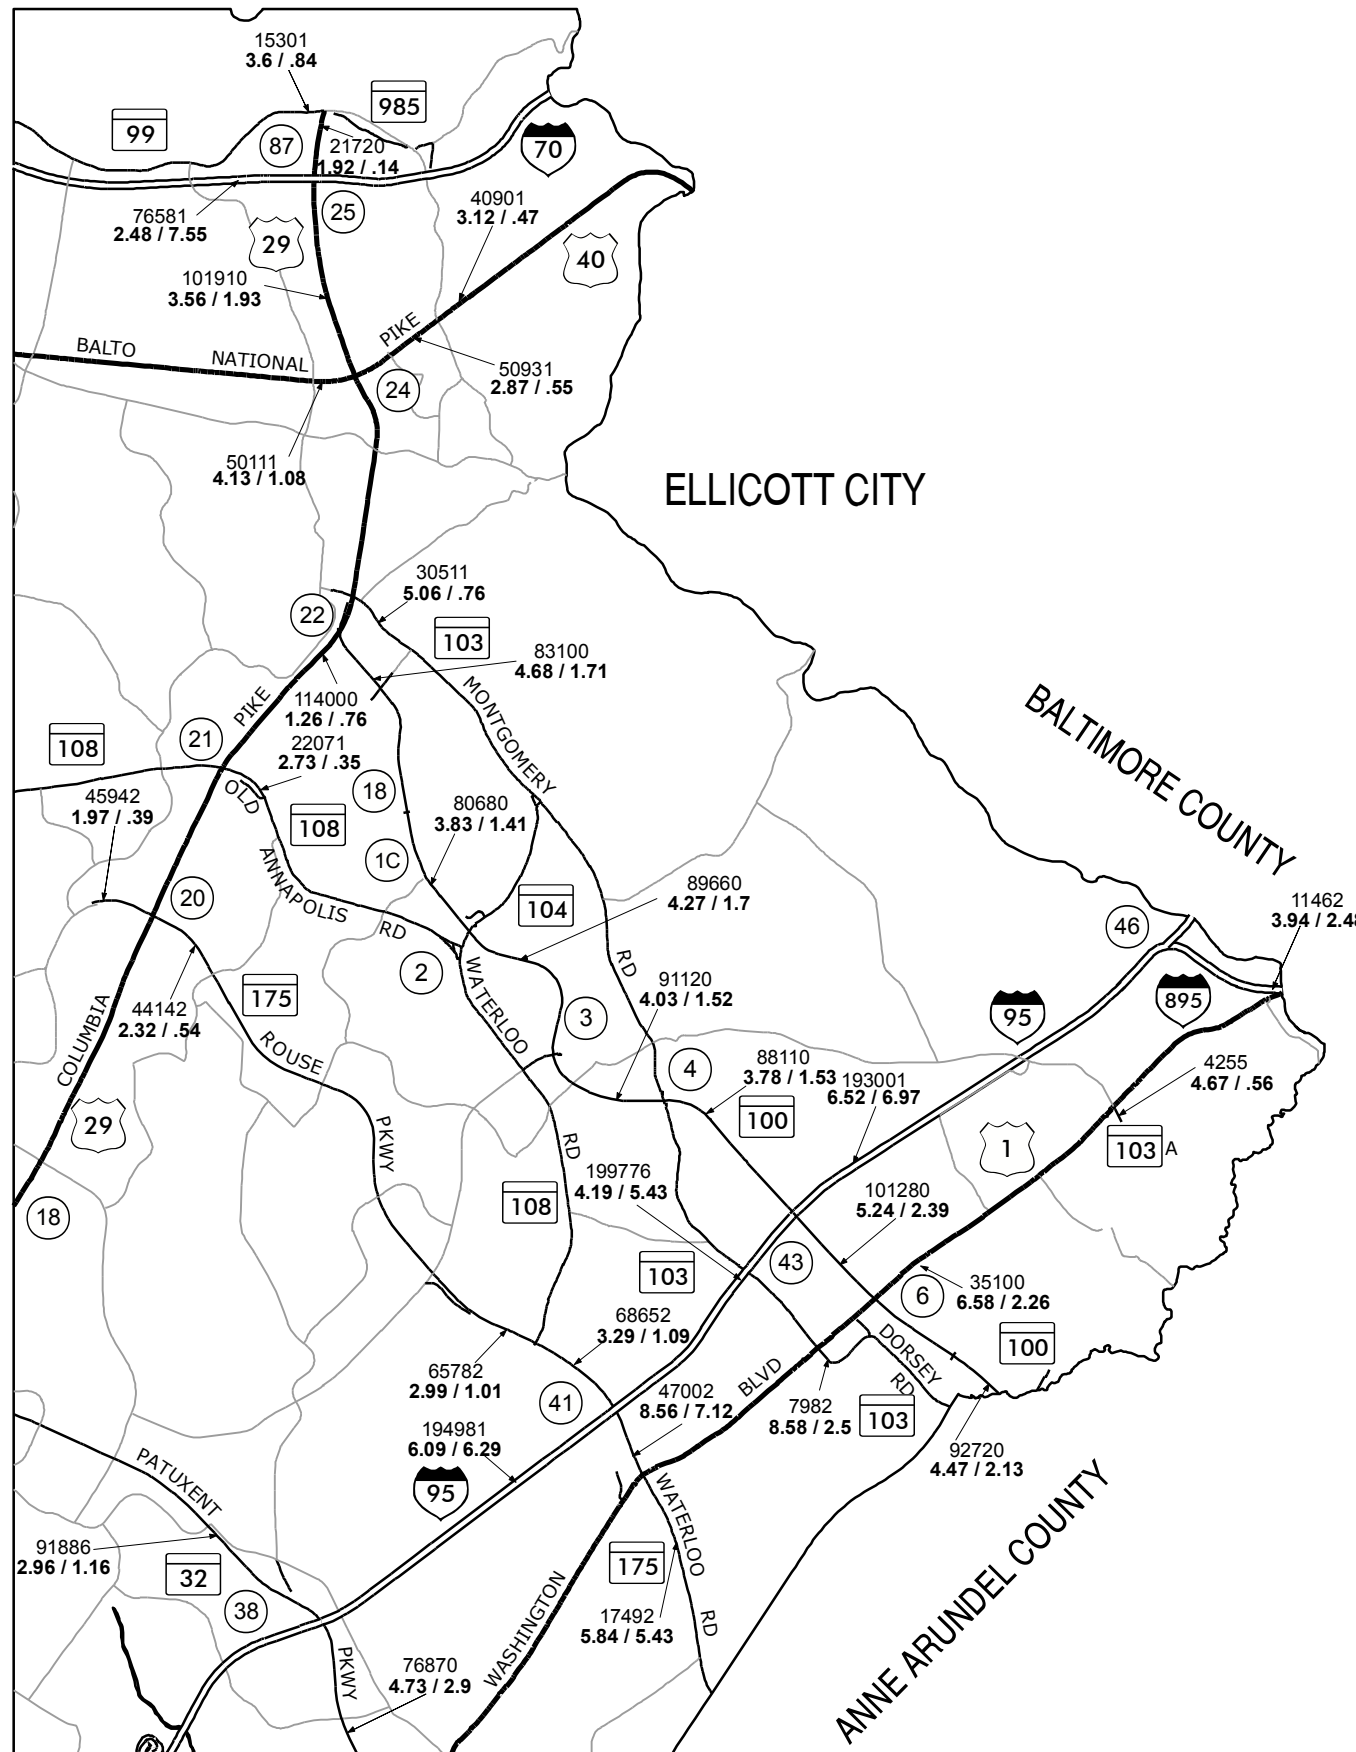 15301
3.6 / .84
985
99
87
21720
1.92 / .14
70
76581
2.48 / 7.55
25
40901
3.12 / .47
29
40
101910
3.56 / 1.93
PIKE
BALTO
NATIONAL
50931
2.87 / .55
24
50111
4.13 / 1.08
ELLICOTT CITY
30511
5.06 / .76
22
103
83100
4.68 / 1.71
MONTGOMERY
PIKE
114000
1.26 / .76
21
108
22071
2.73 / .35
OLD
18
45942
1.97 / .39
108
80680
3.83 / 1.41
BALTIMORE COUNTY
1C
ANNAPOLIS
RD
20
104
89660
4.27 / 1.7
11462
3.94 / 2.48
46
2
WATERLOO
RD
175
91120
4.03 / 1.52
95
895
44142
2.32 / .54
COLUMBIA
ROUSE
3
4
88110
3.78 / 1.53
193001
6.52 / 6.97
4255
4.67 / .56
29
PKWY
RD
100
1
103 A
199776
4.19 / 5.43
101280
5.24 / 2.39
18
108
103
43
6
35100
6.58 / 2.26
68652
3.29 / 1.09
DORSEY
RD
100
65782
2.99 / 1.01
41
47002
8.56 / 7.12
BLVD
7982
8.58 / 2.5
103
194981
6.09 / 6.29
92720
4.47 / 2.13
PATUXENT
95
WATERLOO
RD
ANNE ARUNDEL COUNTY
91886
2.96 / 1.16
32
175
38
17492
5.84 / 5.43
WASHINGTON
PKWY
76870
4.73 / 2.9